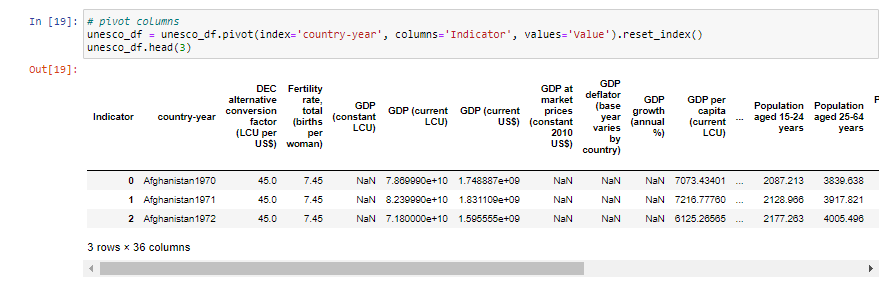 In [19]: # pivot columns
unesco_df = unesco_df.pivot(index='country-year', columns='Indicator', values='Value').reset_index()
unesco_df.head(3)
Out[19]:
Indicator country-year DEC alternative conversion factor (LCU per US$) Fertility rate, total (births per woman) GDP (constant LCU) GDP (current LCU) GDP (current US$) GDP at market prices (constant 2010 US$) GDP deflator (base year varies by country) GDP growth (annual %) GDP per capita (current LCU) ... Population aged 15-24 years Population aged 25-64 years
0 Afghanistan1970 45.0 7.45 NaN 7.869990e+10 1.748887e+09 NaN NaN NaN 7073.43401 ... 2087.213 3839.638
1 Afghanistan1971 45.0 7.45 NaN 8.239990e+10 1.831109e+09 NaN NaN NaN 7216.77760 ... 2128.966 3917.821
2 Afghanistan1972 45.0 7.45 NaN 7.180000e+10 1.595555e+09 NaN NaN NaN 6125.26565 ... 2177.263 4005.496
3 rows × 36 columns